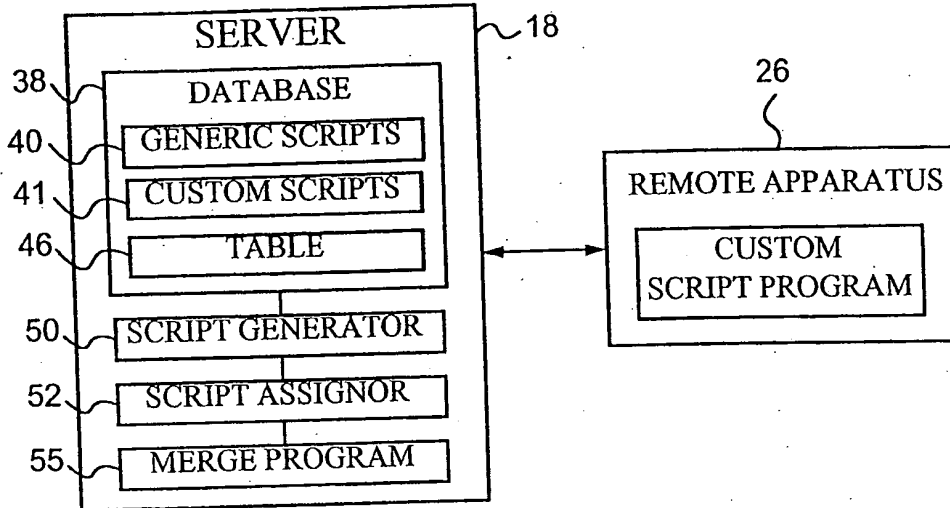 SERVER
18
38
DATABASE
40
GENERIC SCRIPTS
41
CUSTOM SCRIPTS
46
TABLE
50
SCRIPT GENERATOR
52
SCRIPT ASSIGNOR
55
MERGE PROGRAM
26
REMOTE APPARATUS
CUSTOM
SCRIPT PROGRAM